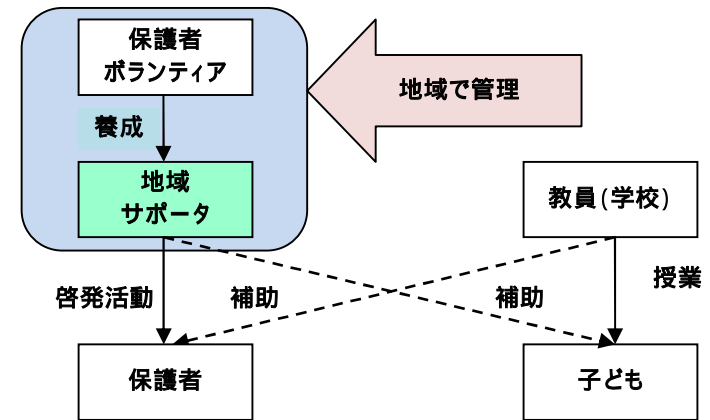 保護者
ボランティア
地域で管理
養成
地域
サポータ
教員(学校)
啓発活動
補助
補助
授業
保護者
子ども